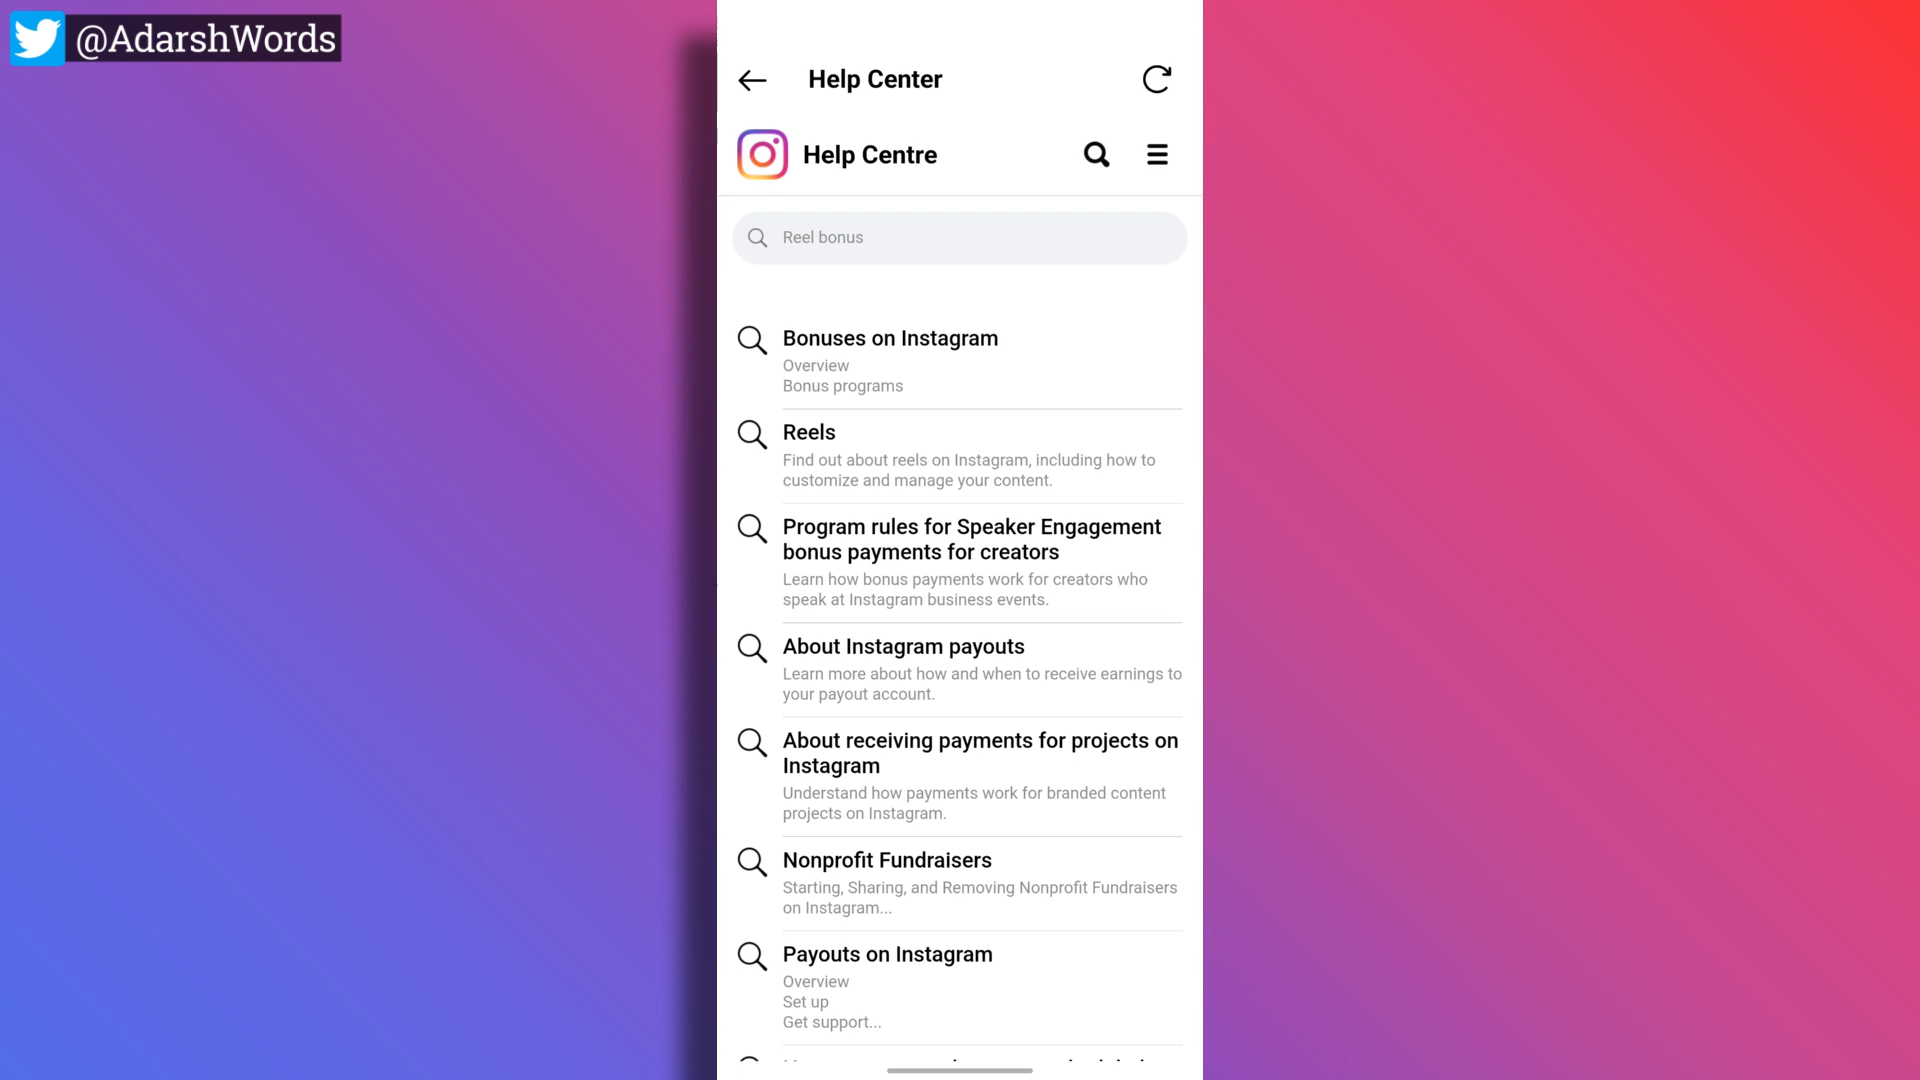 @AdarshWords
Help Center
Help Centre
Reel bonus
Bonuses on Instagram
Overview
Bonus programs
Reels
Find out about reels on Instagram, including how to
customize and manage your content.
Program rules for Speaker Engagement
bonus payments for creators
Learn how bonus payments work for creators who
speak at Instagram business events.
About Instagram payouts
Learn more about how and when to receive earnings to
your payout account.
About receiving payments for projects on
Instagram
Understand how payments work for branded content
projects on Instagram.
Nonprofit Fundraisers
Starting, Sharing, and Removing Nonprofit Fundraisers
on Instagram...
Payouts on Instagram
Overview
Set up
Get support...